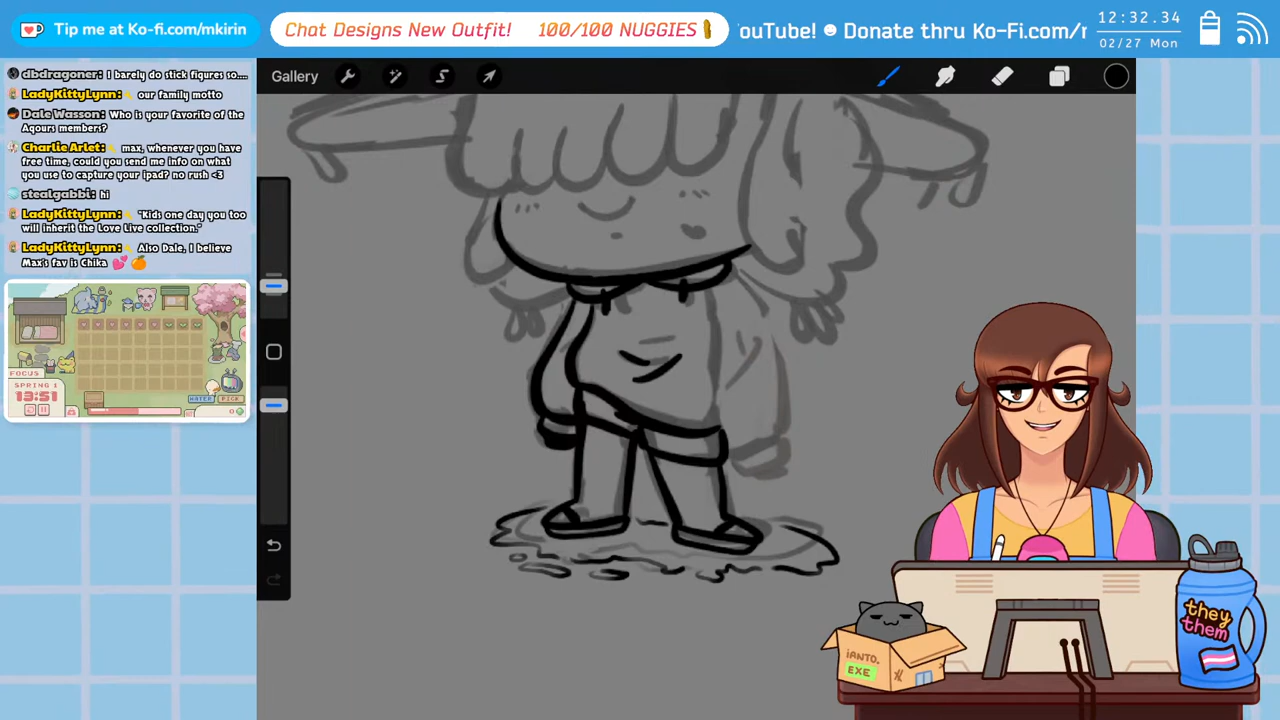 Tip me at Ko-fi.com/mkirin
Chat Designs New Outfit! 100/100 NUGGIES
ouTube! ☻ Donate thru Ko-Fi.com/
12:32.34
02/27 Mon
dbdragoner: I barely do stick figures so....
LadyKittyLynn: our family motto
Dale Wasson: Who is your favorite of the
Aqours members?
Charlie Arlet: max, whenever you have
free time, could you send me info on what
you use to capture your ipad? no rush <3
stealgabbi: hi
LadyKittyLynn: "Kids one day you too
will inherit the Love Live collection."
LadyKittyLynn: Also Dale, I believe
Max's fav is Chika 💕 🍊
Gallery
FOCUS
SPRING 1
13:51
WATER PICK
0
iANTO.
EXE
they
them